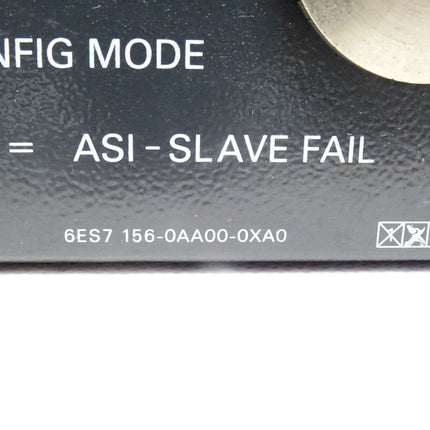 NFIG MODE
= ASI-SLAVE FAIL
6ES7 156-0AA00-0XA0